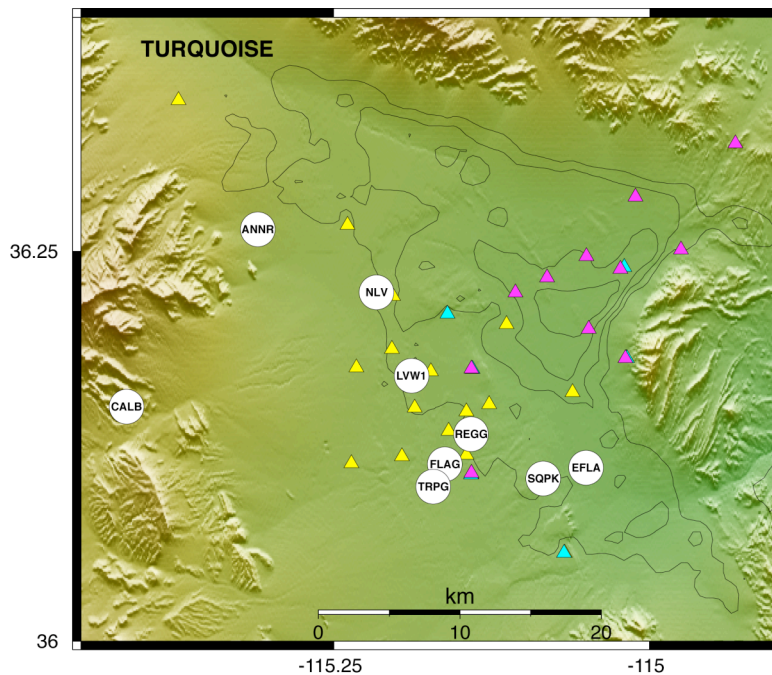 TURQUOISE
ANNR
36.25
NLV
LVW1
CALB
REGG
FLAG
EFLA
SQPK
TRPG
km
0
10
20
36
-115.25
-115